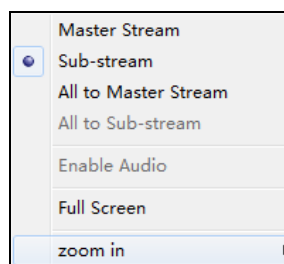 Master Stream
Sub-stream
All to Master Stream
All to Sub-stream
Enable Audio
Full Screen
zoom in